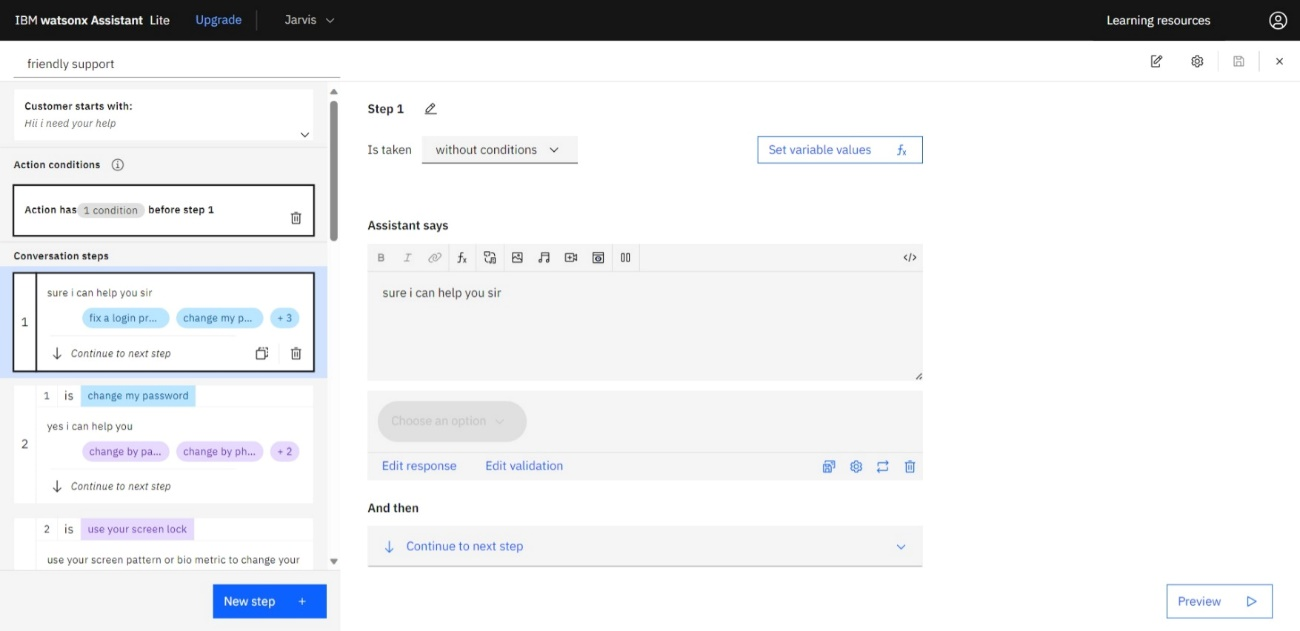 IBM watsonx Assistant Lite Upgrade Jarvis Learning resources
friendly support
Customer starts with:
Hii i need your help
Action conditions
Action has 1 condition before step 1
Conversation steps
1
sure i can help you sir
fix a login pr... change my p... + 3
Continue to next step
2
1 is change my password
yes i can help you
change by pa... change by ph... + 2
Continue to next step
2 is use your screen lock
use your screen pattern or bio metric to change your
New step +
Step 1
Is taken without conditions Set variable values fx
Assistant says
B I fx </>
sure i can help you sir
Choose an option
Edit response Edit validation
And then
Continue to next step
Preview